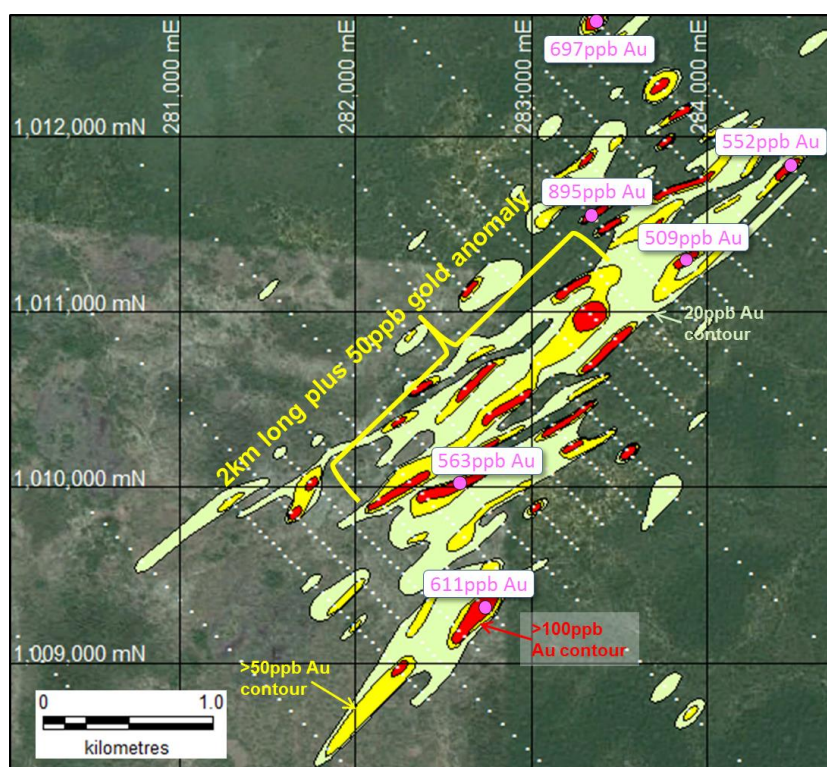 281,000 mE
282,000 mE
283,000 mE
284,000 mE
697ppb Au
1,012,000 mN
552ppb Au
895ppb Au
509ppb Au
2km long plus 50ppb gold anomaly
1,011,000 mN
20ppb Au
contour
1,010,000 mN
563ppb Au
611ppb Au
>100ppb
Au contour
1,009,000 mN
>50ppb Au
contour
0 1.0
kilometres